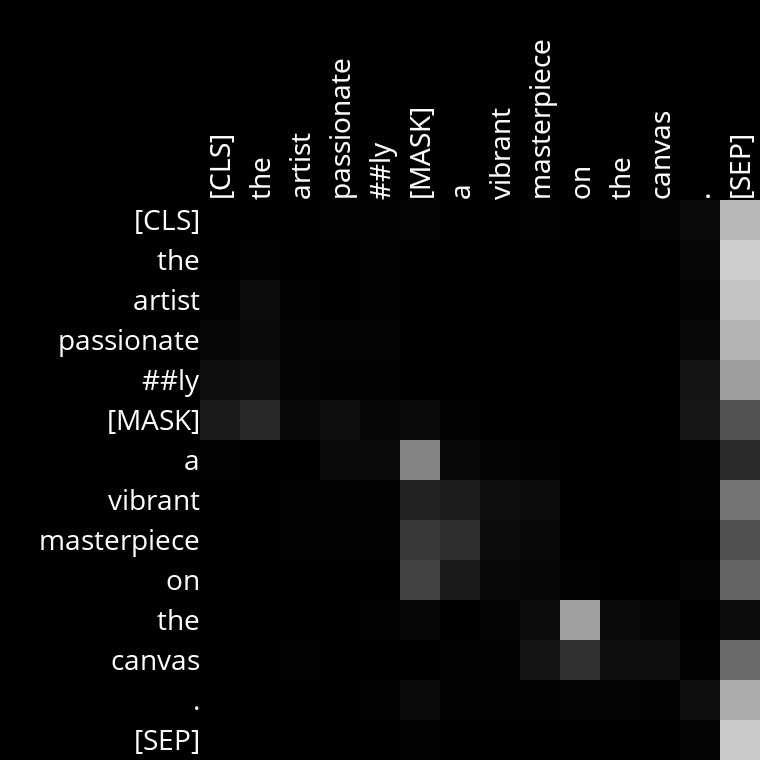 [CLS] the artist passionate ##ly [MASK] a vibrant masterpiece on the canvas . [SEP]
[CLS]
the
artist
passionate
##ly
[MASK]
a
vibrant
masterpiece
on
the
canvas
.
[SEP]